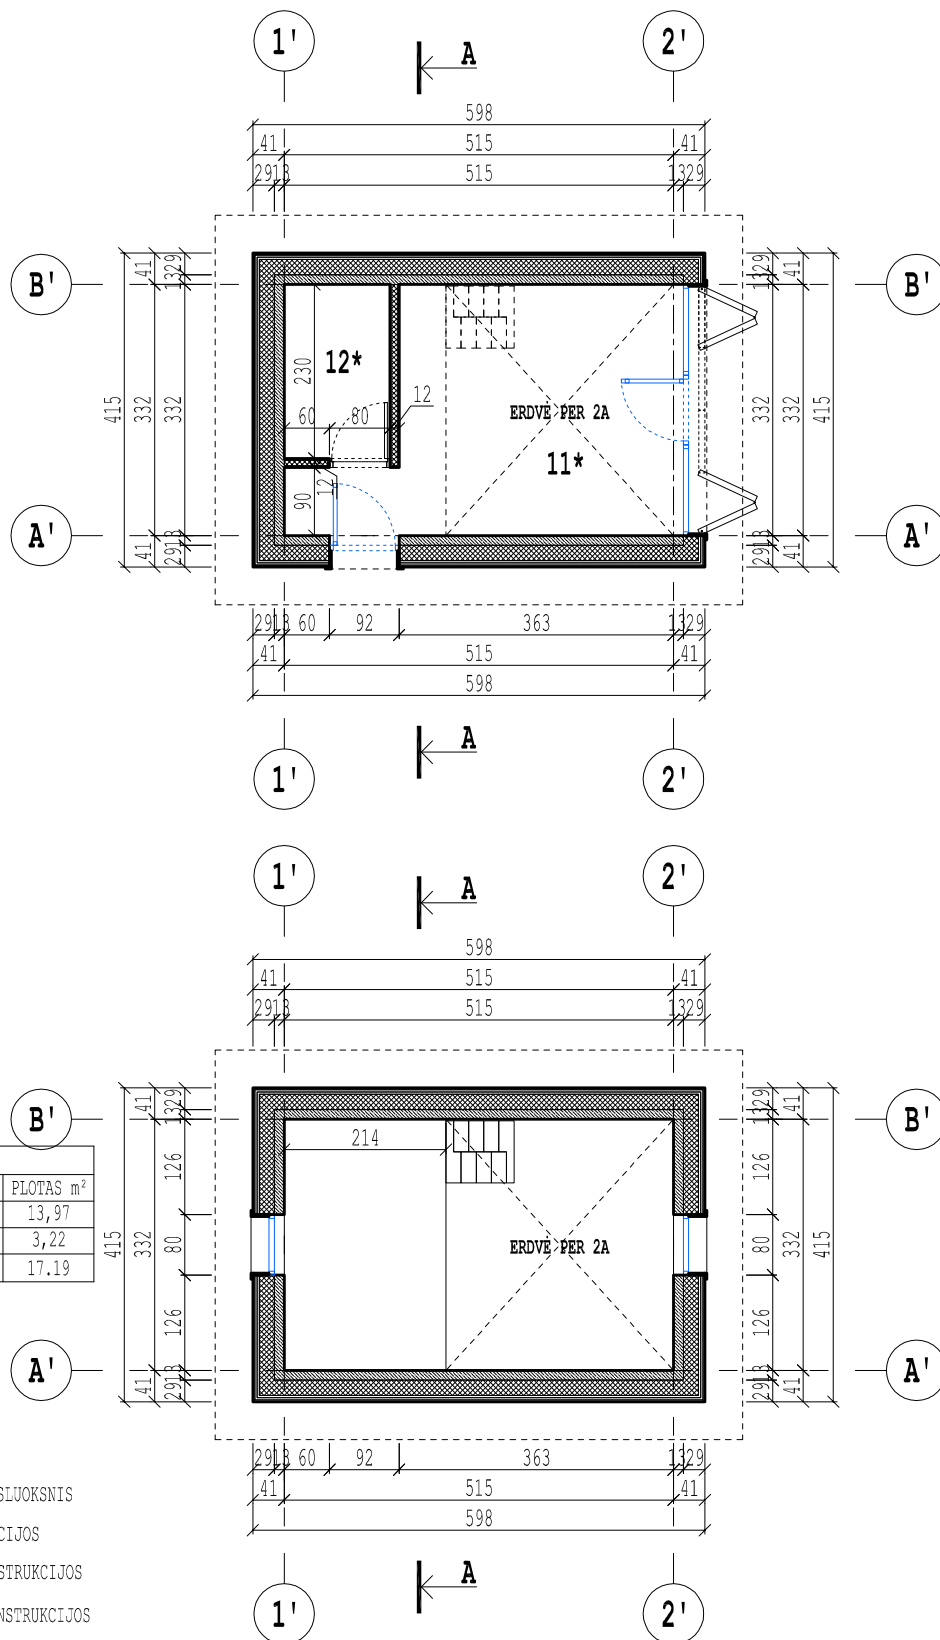 1' 2'
A
598
41 515 41
29 13 515 13 29
B' B'
415 41 332 41 13 29 332 13 29 13 29 332 13 29 41 332 41 415
12*
230
60 80 12
ERDVĖ PER 2A
11*
12
90
A' A'
29 13 60 92 363 13 29
41 515 41
598
A
1' 2'
1' 2'
A
598
41 515 41
29 13 515 13 29
B' B'
214
415 41 332 41 13 29 126 80 126 29 13 13 29 126 80 126 29 13 41 332 41 415
PLOTAS m²
13,97
3,22
17.19
ERDVĖ PER 2A
A' A'
29 13 60 92 363 13 29
SLUOKSNIS
41 515 41
598
CIJOS
STRUKCIJOS
A
NSTRUKCIJOS
1' 2'